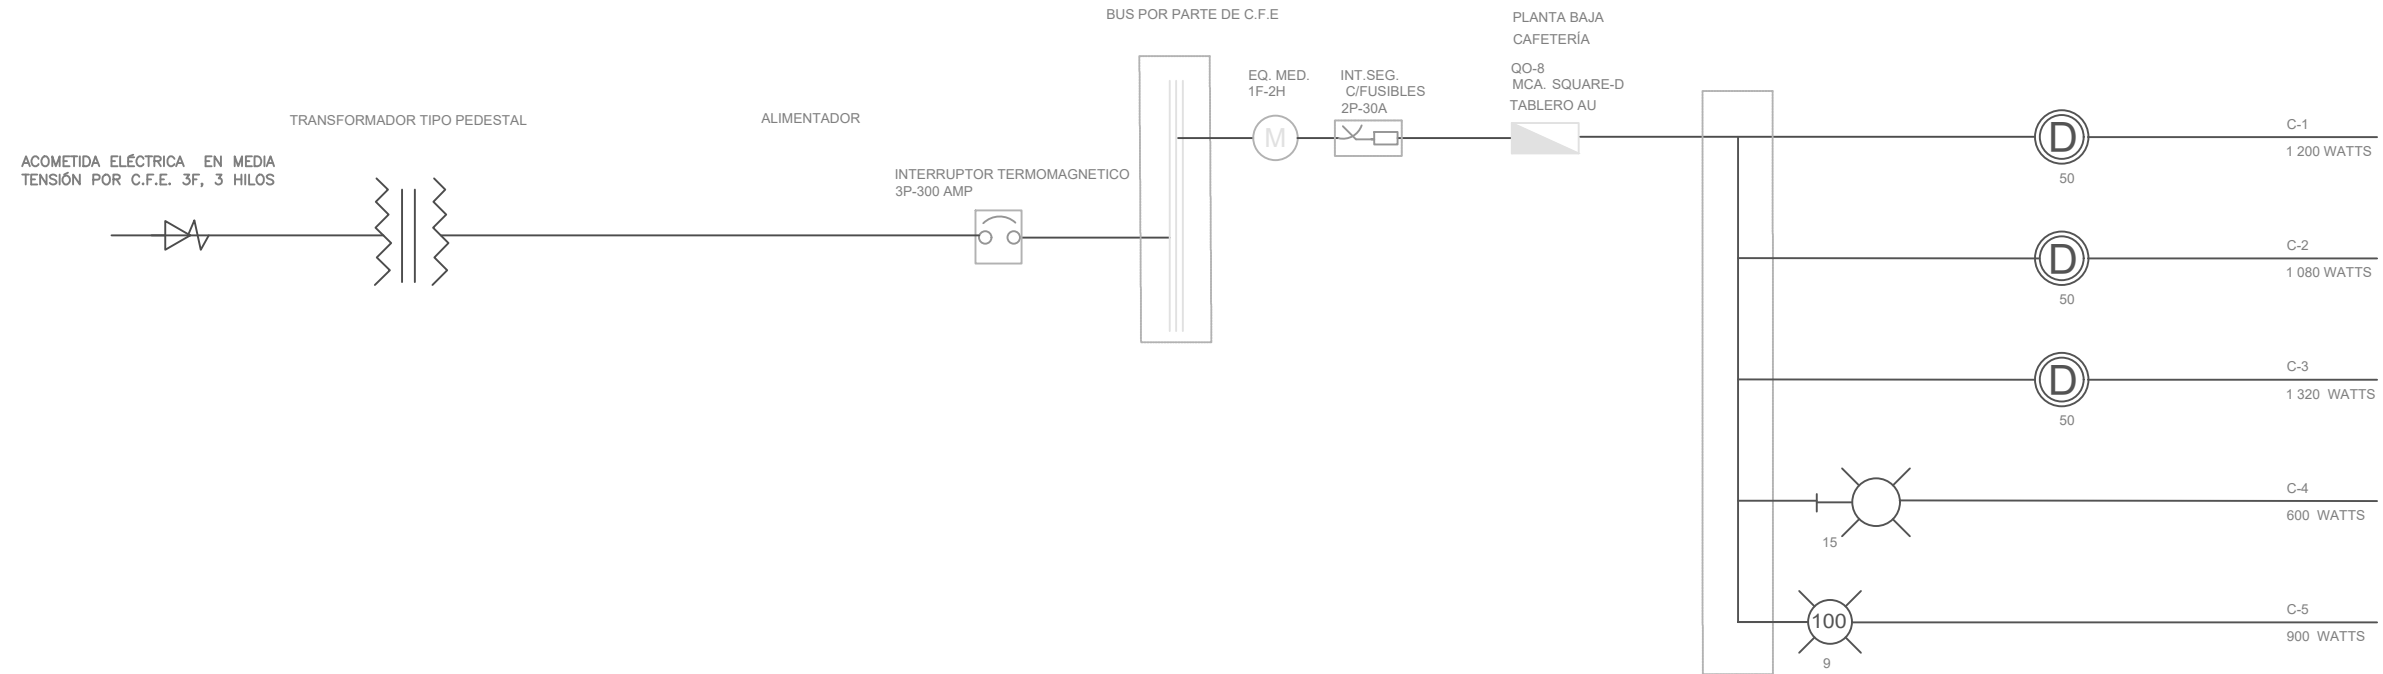 BUS POR PARTE DE C.F.E
PLANTA BAJA
CAFETERÍA
QO-8
MCA. SQUARE-D
TABLERO AU
EQ. MED.
1F-2H
INT.SEG.
C/FUSIBLES
2P-30A
TRANSFORMADOR TIPO PEDESTAL
ALIMENTADOR
ACOMETIDA ELÉCTRICA EN MEDIA
TENSIÓN POR C.F.E. 3F, 3 HILOS
INTERRUPTOR TERMOMAGNETICO
3P-300 AMP
M
D
50
C-1
1 200 WATTS
D
50
C-2
1 080 WATTS
D
50
C-3
1 320 WATTS
15
C-4
600 WATTS
100
9
C-5
900 WATTS